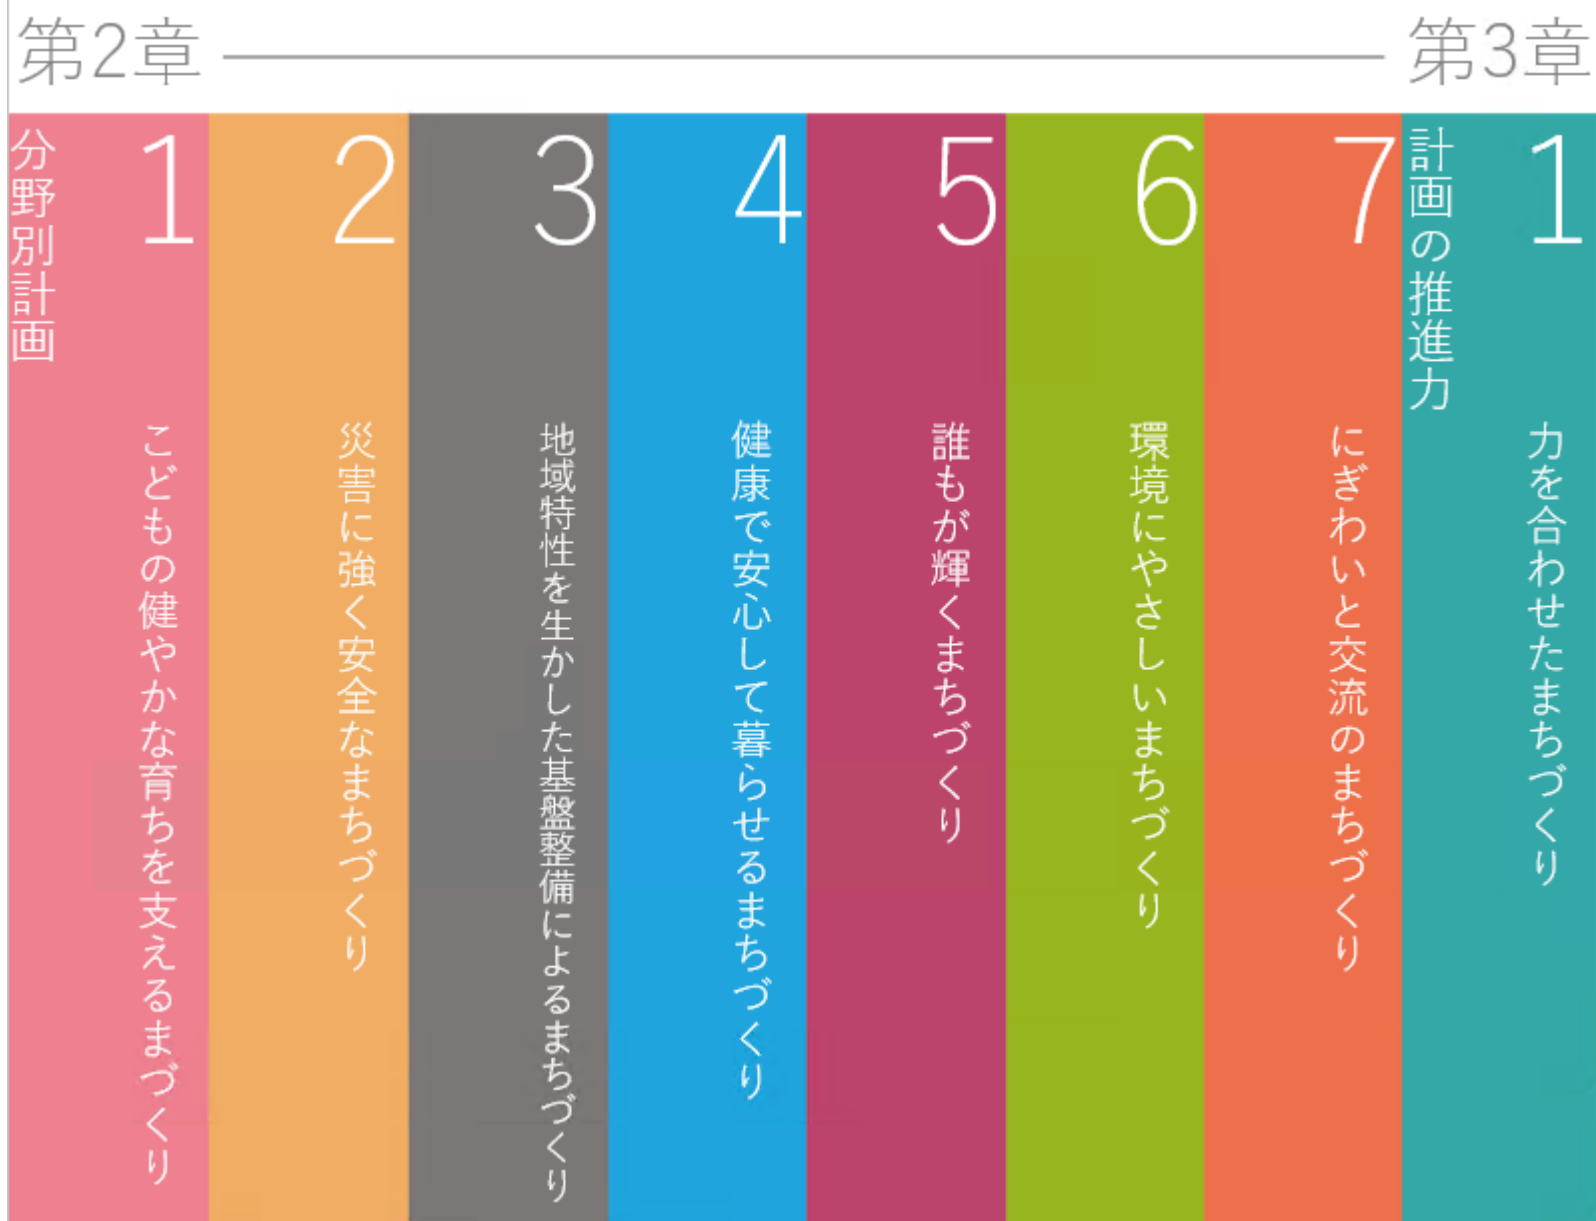 第2章
第3章
分野別計画
1
こどもの健やかな育ちを支えるまづくり
2
災害に強く安全なまちづくり
3
地域特性を生かした基盤整備によるまちづくり
4
健康で安心して暮らせるまちづくり
5
誰もが輝くまちづくり
6
環境にやさしいまちづくり
7
にぎわいと交流のまちづくり
計画の推進力
1
力を合わせたまちづくり